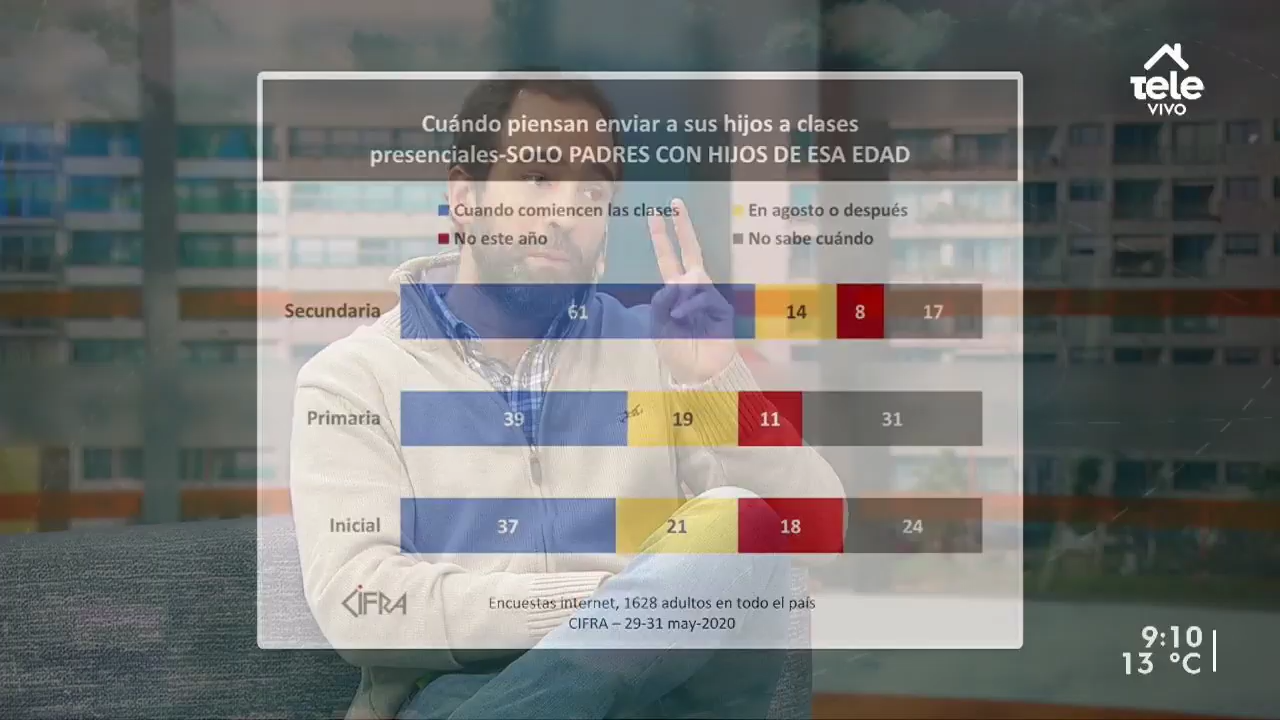 tele
VIVO
Cuándo piensan enviar a sus hijos a clases
presenciales-SOLO PADRES CON HIJOS DE ESA EDAD
Cuando comiencen las clases
En agosto o después
No este año
No sabe cuándo
Secundaria 61 14 8 17
Primaria 39 19 11 31
Inicial 37 21 18 24
CIFRA
Encuestas internet, 1628 adultos en todo el país
CIFRA – 29-31 may-2020
9:10
13 °C